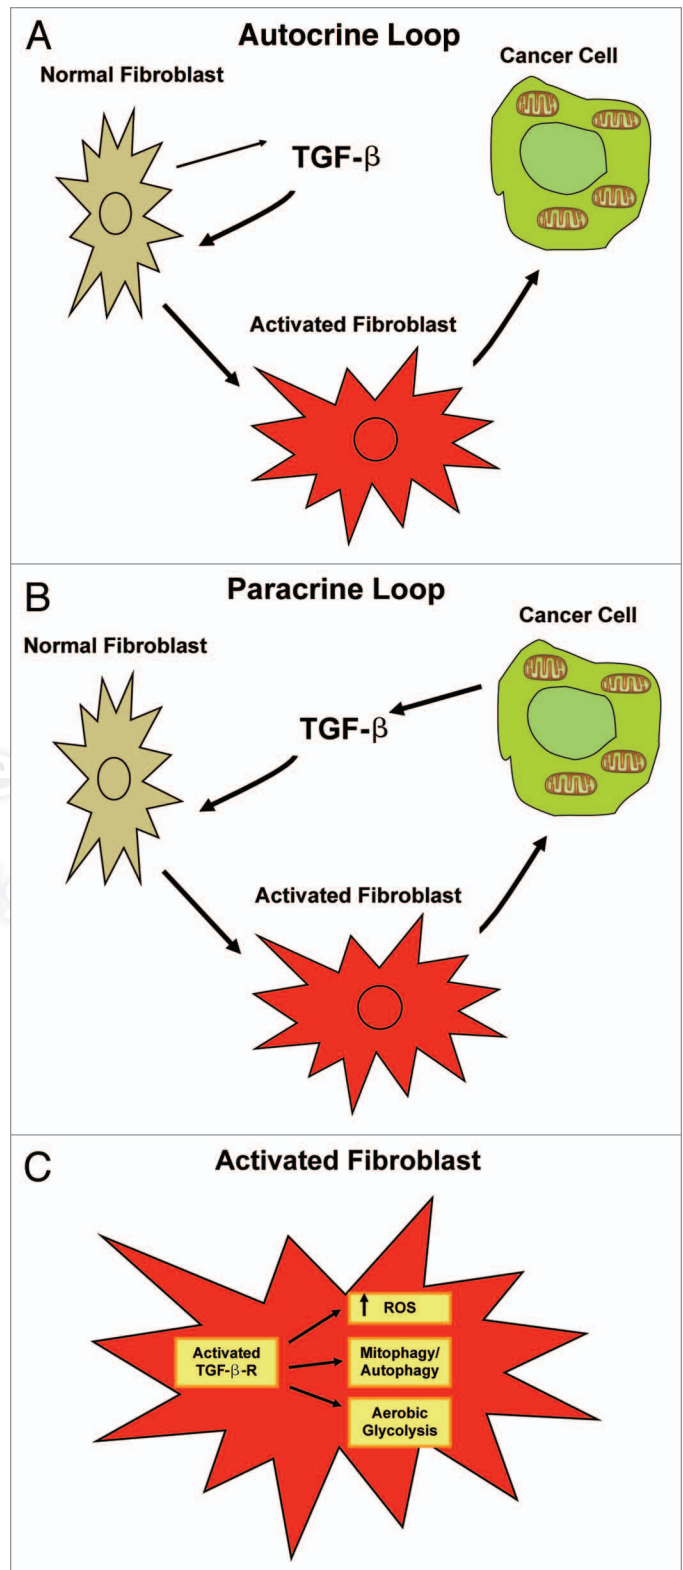 A
Autocrine Loop
Normal Fibroblast
Cancer Cell
TGF-β
Activated Fibroblast
B
Paracrine Loop
Normal Fibroblast
Cancer Cell
TGF-β
Activated Fibroblast
C
Activated Fibroblast
ROS
Activated
TGF-β-R
Mitophagy/
Autophagy
Aerobic
Glycolysis